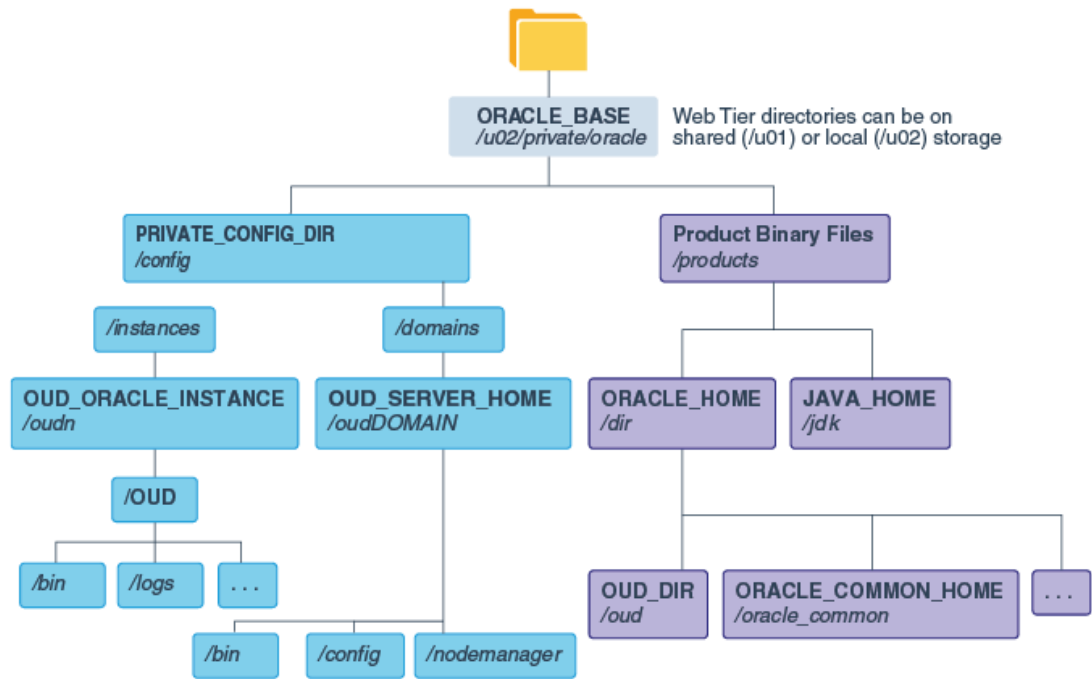 ORACLE_BASE
/u02/private/oracle
Web Tier directories can be on
shared (/u01) or local (/u02) storage
PRIVATE_CONFIG_DIR
/config
Product Binary Files
/products
/instances
/domains
OUD_ORACLE_INSTANCE
/oudn
OUD_SERVER_HOME
/oudDOMAIN
ORACLE_HOME
/dir
JAVA_HOME
/jdk
/OUD
/bin
/logs
. . .
OUD_DIR
/oud
ORACLE_COMMON_HOME
/oracle_common
. . .
/bin
/config
/nodemanager